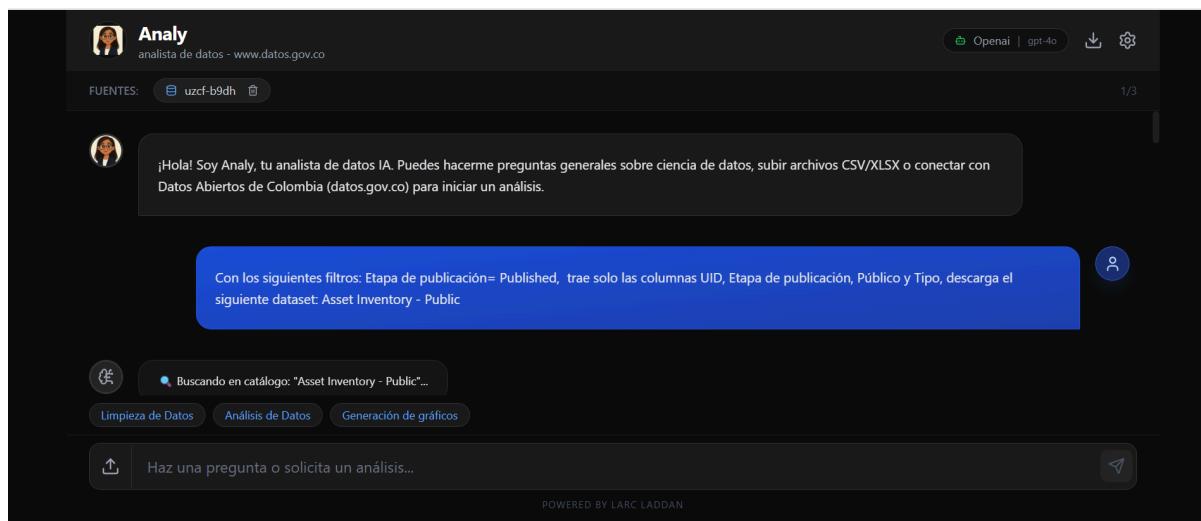 Analy
analista de datos - www.datos.gov.co
Openai | gpt-4o
FUENTES:
uzcf-b9dh
1/3
¡Hola! Soy Analy, tu analista de datos IA. Puedes hacerme preguntas generales sobre ciencia de datos, subir archivos CSV/XLSX o conectar con
Datos Abiertos de Colombia (datos.gov.co) para iniciar un análisis.
Con los siguientes filtros: Etapa de publicación= Published, trae solo las columnas UID, Etapa de publicación, Público y Tipo, descarga el
siguiente dataset: Asset Inventory - Public
Buscando en catálogo: "Asset Inventory - Public"...
Limpieza de Datos
Análisis de Datos
Generación de gráficos
Haz una pregunta o solicita un análisis...
POWERED BY LARC LADDAN